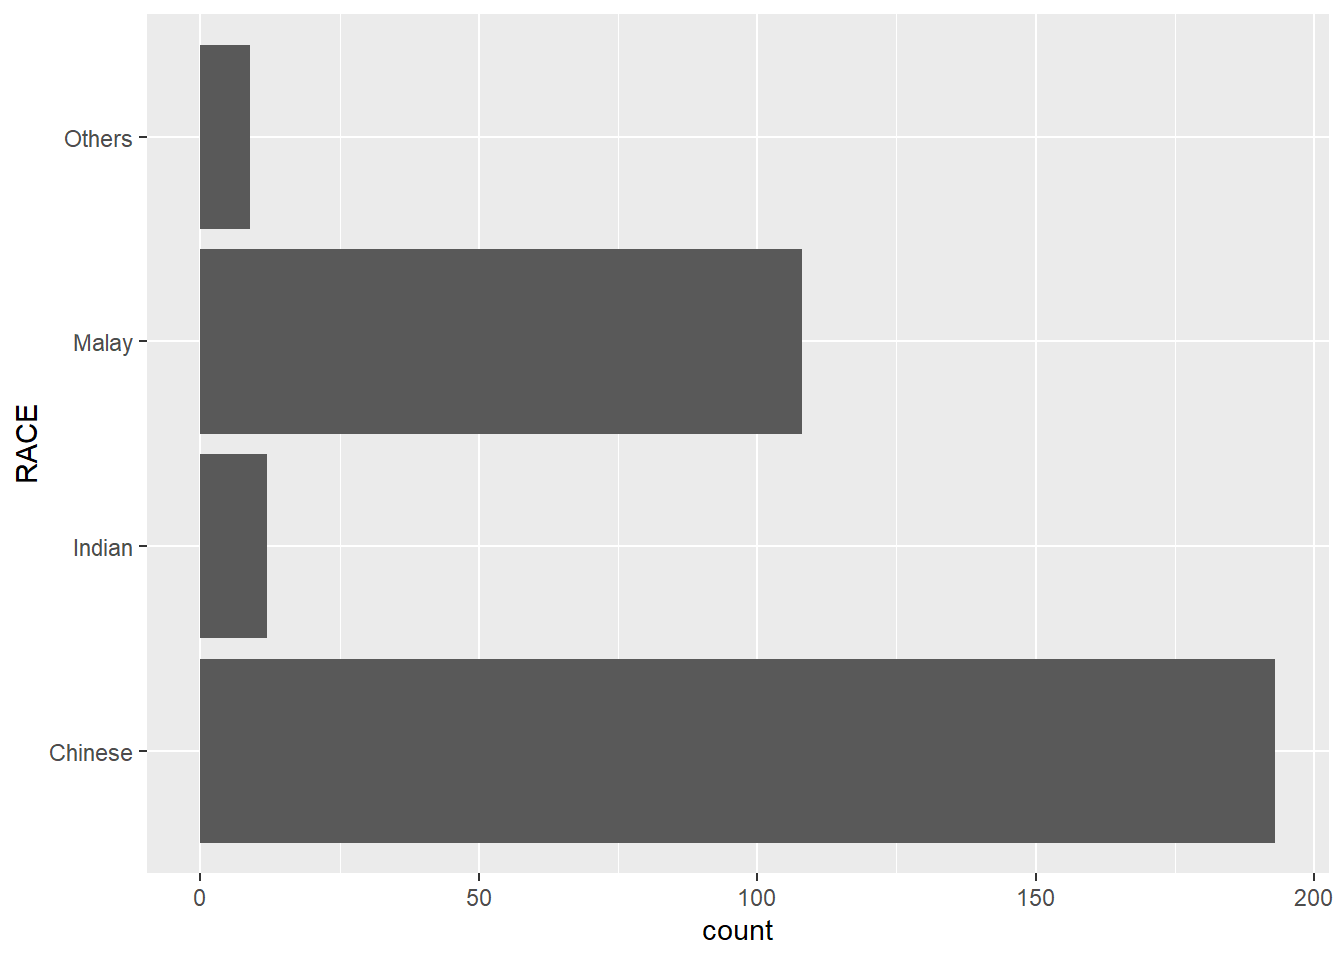 Others
Malay
Indian
Chinese
RACE
0 50 100 150 200
count